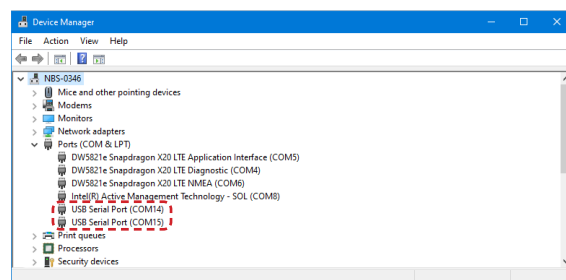 Device Manager
File Action View Help
NBS-0346
Mice and other pointing devices
Modems
Monitors
Network adapters
Ports (COM & LPT)
DW5821e Snapdragon X20 LTE Application Interface (COM5)
DW5821e Snapdragon X20 LTE Diagnostic (COM4)
DW5821e Snapdragon X20 LTE NMEA (COM6)
Intel(R) Active Management Technology - SOL (COM8)
USB Serial Port (COM14)
USB Serial Port (COM15)
Print queues
Processors
Security devices